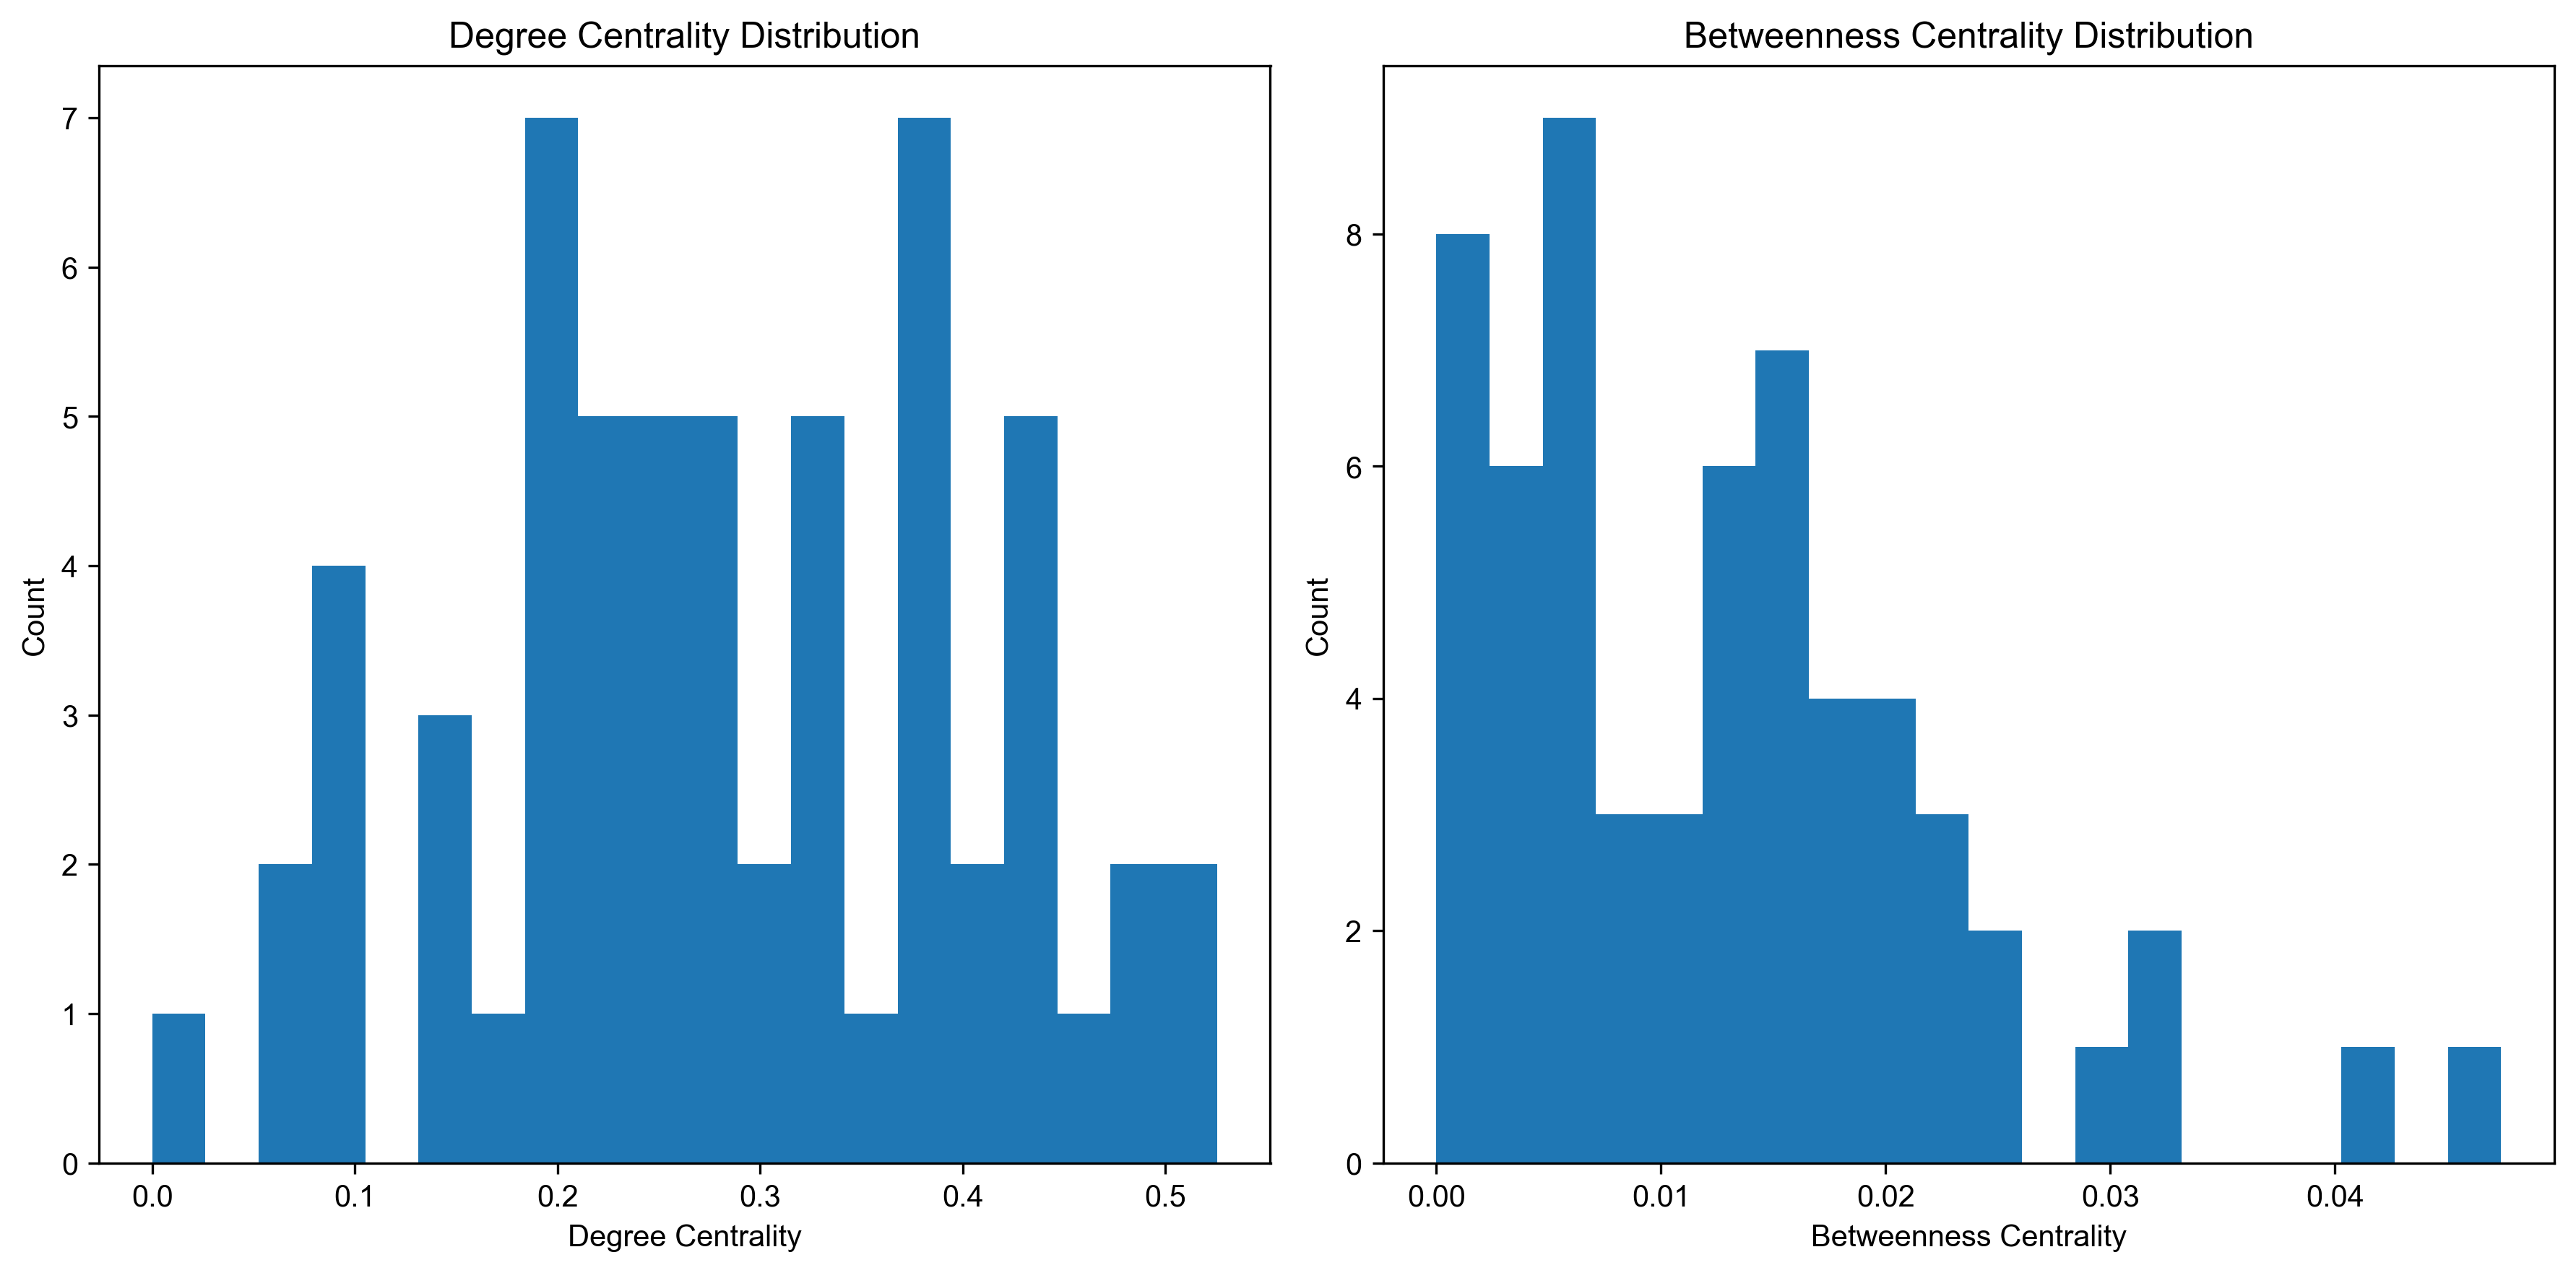 Degree Centrality Distribution
7
6
5
4
3
2
1
0
Count
0.0 0.1 0.2 0.3 0.4 0.5
Degree Centrality
Betweenness Centrality Distribution
8
6
4
2
0
Count
0.00 0.01 0.02 0.03 0.04
Betweenness Centrality